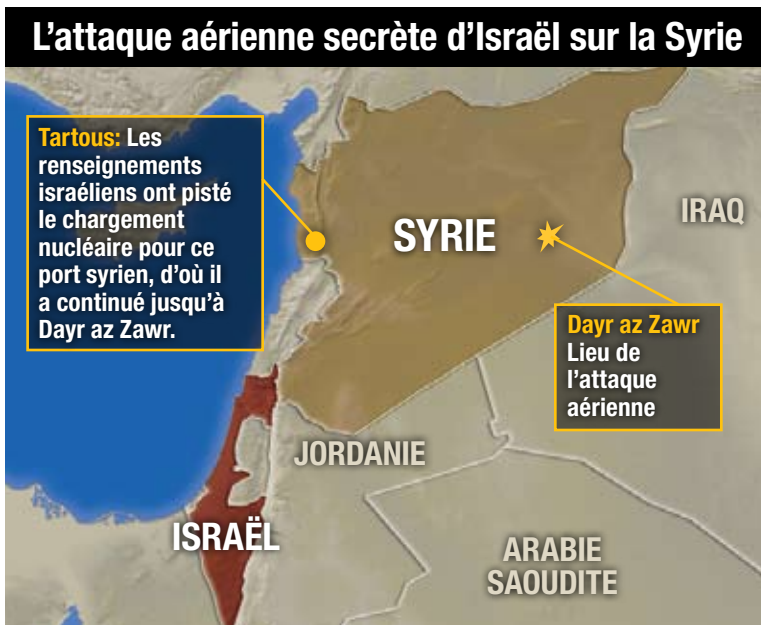 L’attaque aérienne secrète d’Israël sur la Syrie
Tartous: Les
renseignements
israéliens ont pisté
le chargement
nucléaire pour ce
port syrien, d’où il
a continué jusqu’à
Dayr az Zawr.
SYRIE
IRAQ
Dayr az Zawr
Lieu de
l’attaque
aérienne
JORDANIE
ISRAËL
ARABIE
SAOUDITE